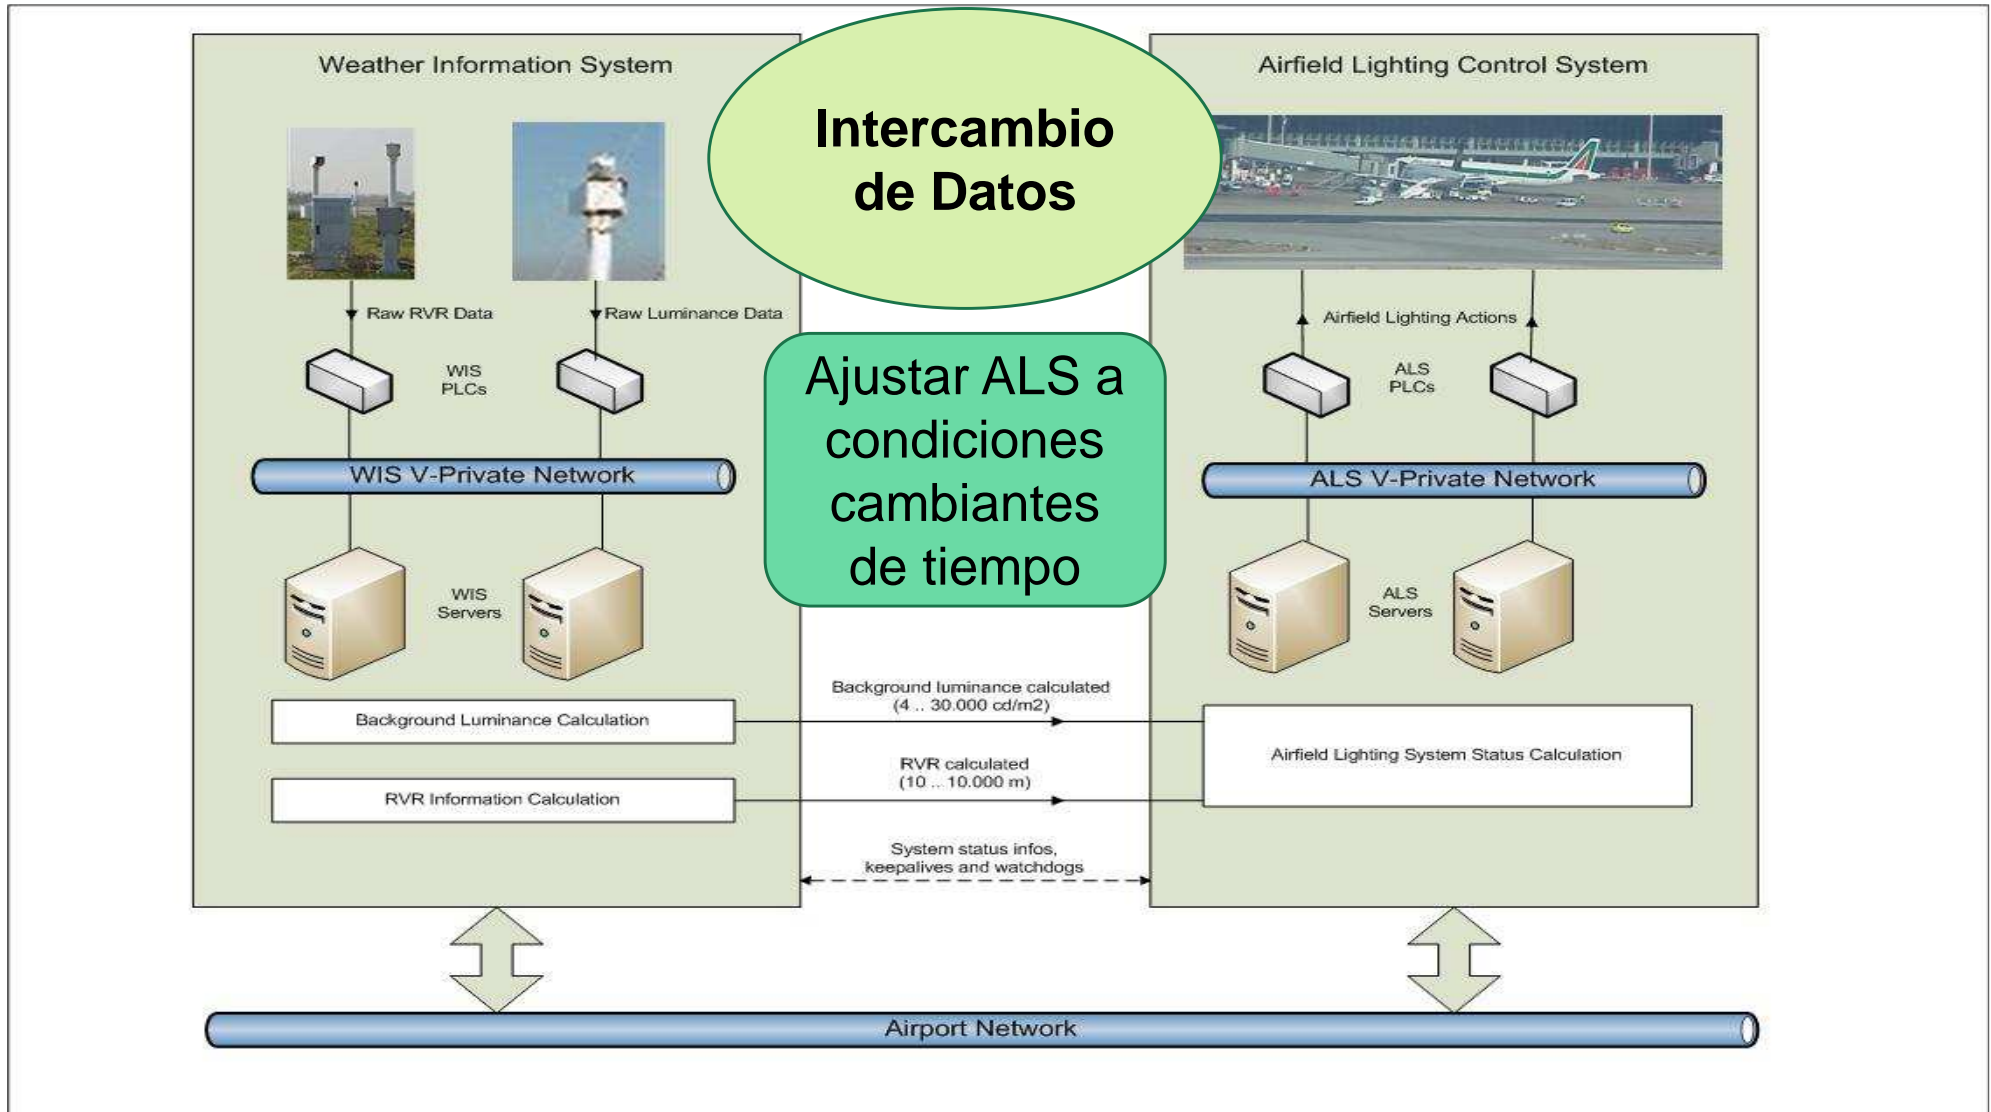 Weather Information System
Intercambio
de Datos
Airfield Lighting Control System
Raw RVR Data
Raw Luminance Data
Airfield Lighting Actions
WIS
PLCs
Ajustar ALS a
condiciones
cambiantes
de tiempo
ALS
PLCs
WIS V-Private Network
ALS V-Private Network
WIS
Servers
ALS
Servers
Background luminance calculated
(4 .. 30.000 cd/m2)
Background Luminance Calculation
Airfield Lighting System Status Calculation
RVR calculated
(10 .. 10.000 m)
RVR Information Calculation
System status infos,
keepalives and watchdogs
Airport Network